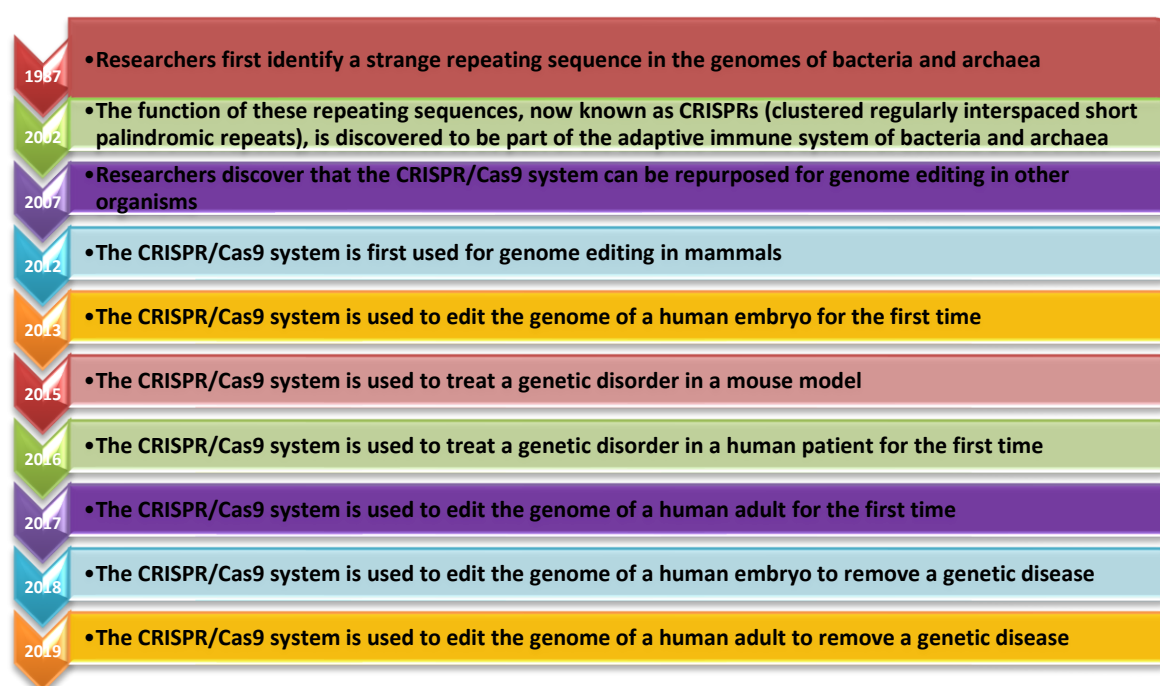 1987
•Researchers first identify a strange repeating sequence in the genomes of bacteria and archaea
2002
•The function of these repeating sequences, now known as CRISPRs (clustered regularly interspaced short
palindromic repeats), is discovered to be part of the adaptive immune system of bacteria and archaea
2007
•Researchers discover that the CRISPR/Cas9 system can be repurposed for genome editing in other
organisms
2012
•The CRISPR/Cas9 system is first used for genome editing in mammals
2013
•The CRISPR/Cas9 system is used to edit the genome of a human embryo for the first time
2015
•The CRISPR/Cas9 system is used to treat a genetic disorder in a mouse model
2016
•The CRISPR/Cas9 system is used to treat a genetic disorder in a human patient for the first time
2017
•The CRISPR/Cas9 system is used to edit the genome of a human adult for the first time
2018
•The CRISPR/Cas9 system is used to edit the genome of a human embryo to remove a genetic disease
2019
•The CRISPR/Cas9 system is used to edit the genome of a human adult to remove a genetic disease